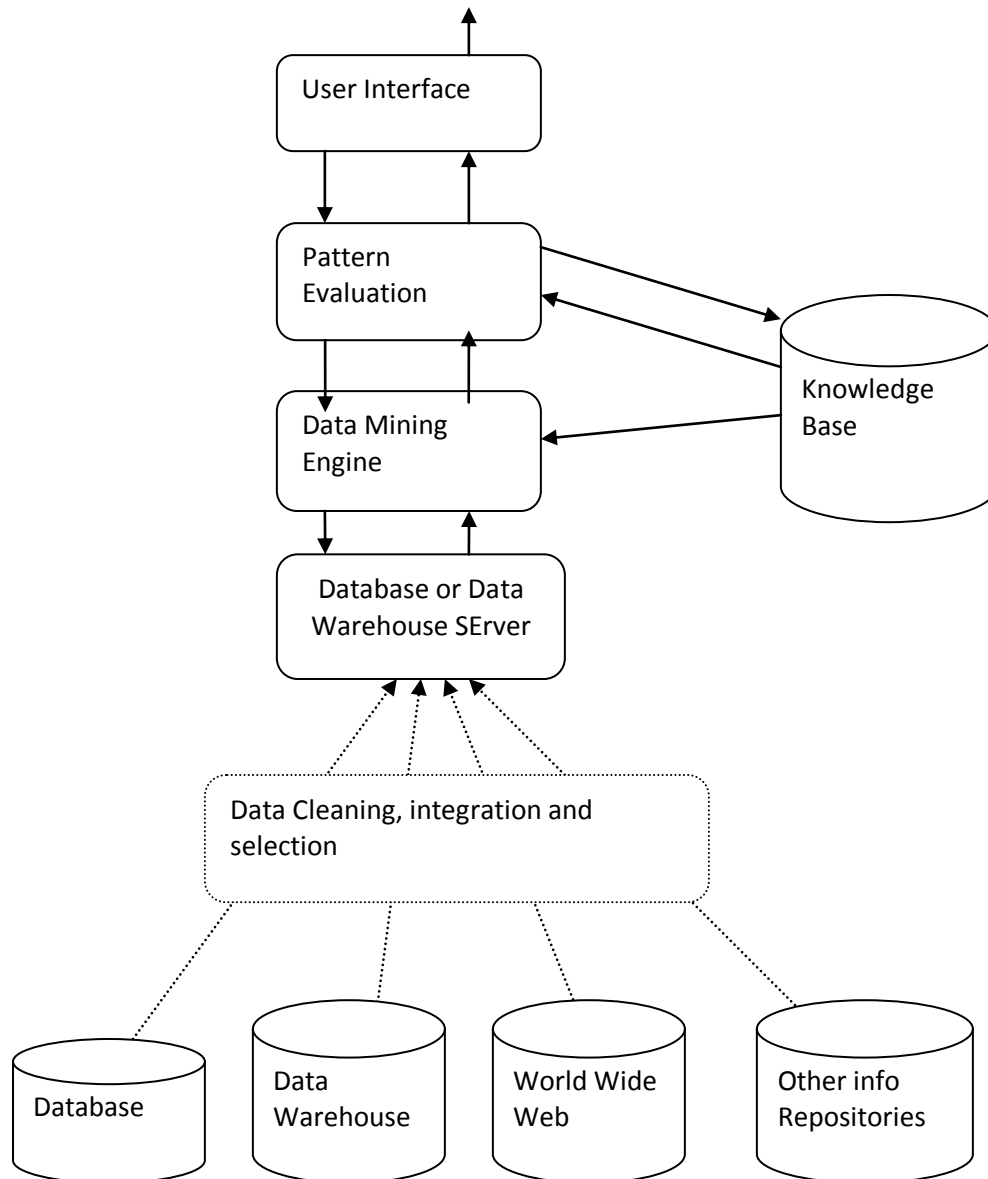 User Interface
Pattern
Evaluation
Knowledge
Base
Data Mining
Engine
Database or Data
Warehouse SErver
Data Cleaning, integration and
selection
Database
Data
Warehouse
World Wide
Web
Other info
Repositories